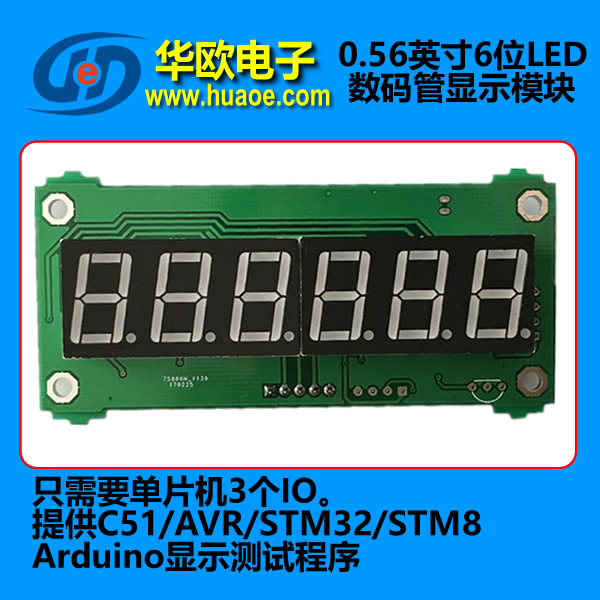 华欧电子
www.huaoe.com
0.56英寸6位LED
数码管显示模块
75866H_Y139
170225
只需要单片机3个IO。
提供C51/AVR/STM32/STM8
Arduino显示测试程序